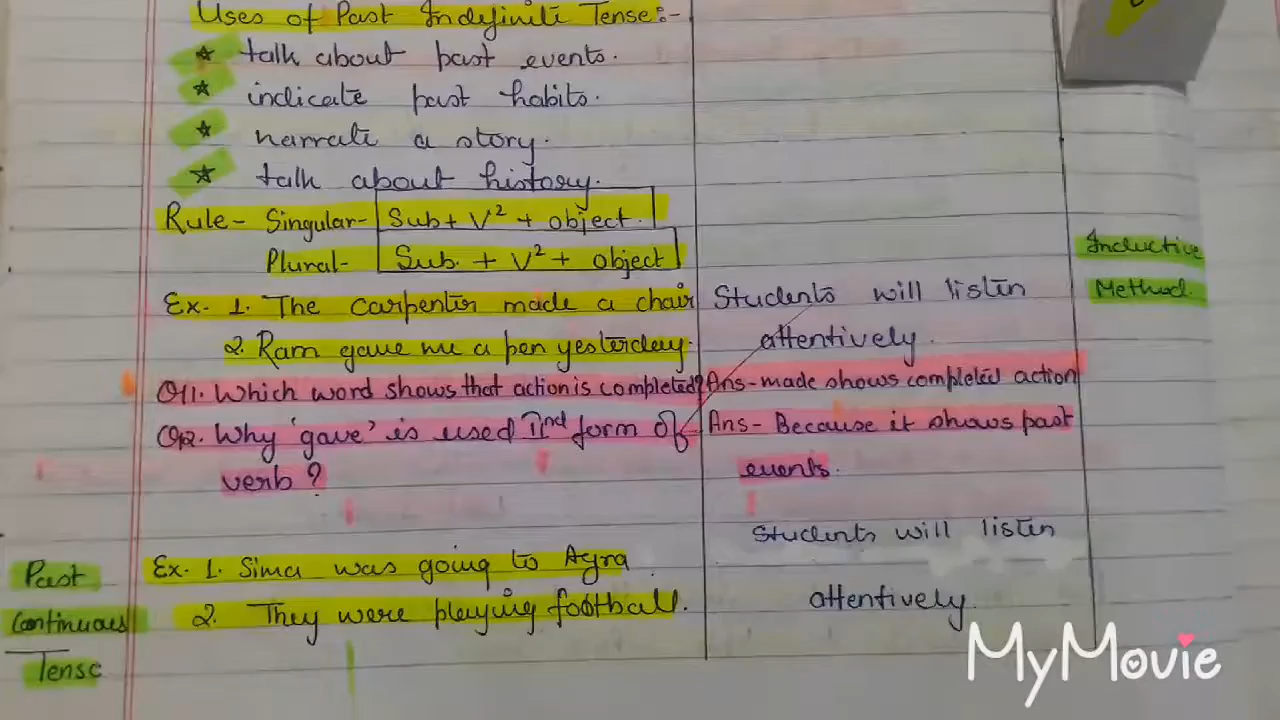 Uses of Past Indefinite Tense:-
☆ talk about past events.
☆ indicate past habits.
☆ narrate a story.
☆ talk about history.
Rule- Singular- Sub + V² + object.
Plural- Sub. + V² + object
Ex. 1. The carpenter made a chair
2. Ram gave me a pen yesterday.
Students will listen
attentively.
Inductive
Method.
Q1. Which word shows that action is completed?
Ans- made shows completed action
Q2. Why 'gave' is used IInd form of
verb?
Ans- Because it shows past
events.
Past
Continuous
Tense
Ex. 1. Sima was going to Agra
2. They were playing football.
Students will listen
attentively.
MyMovie